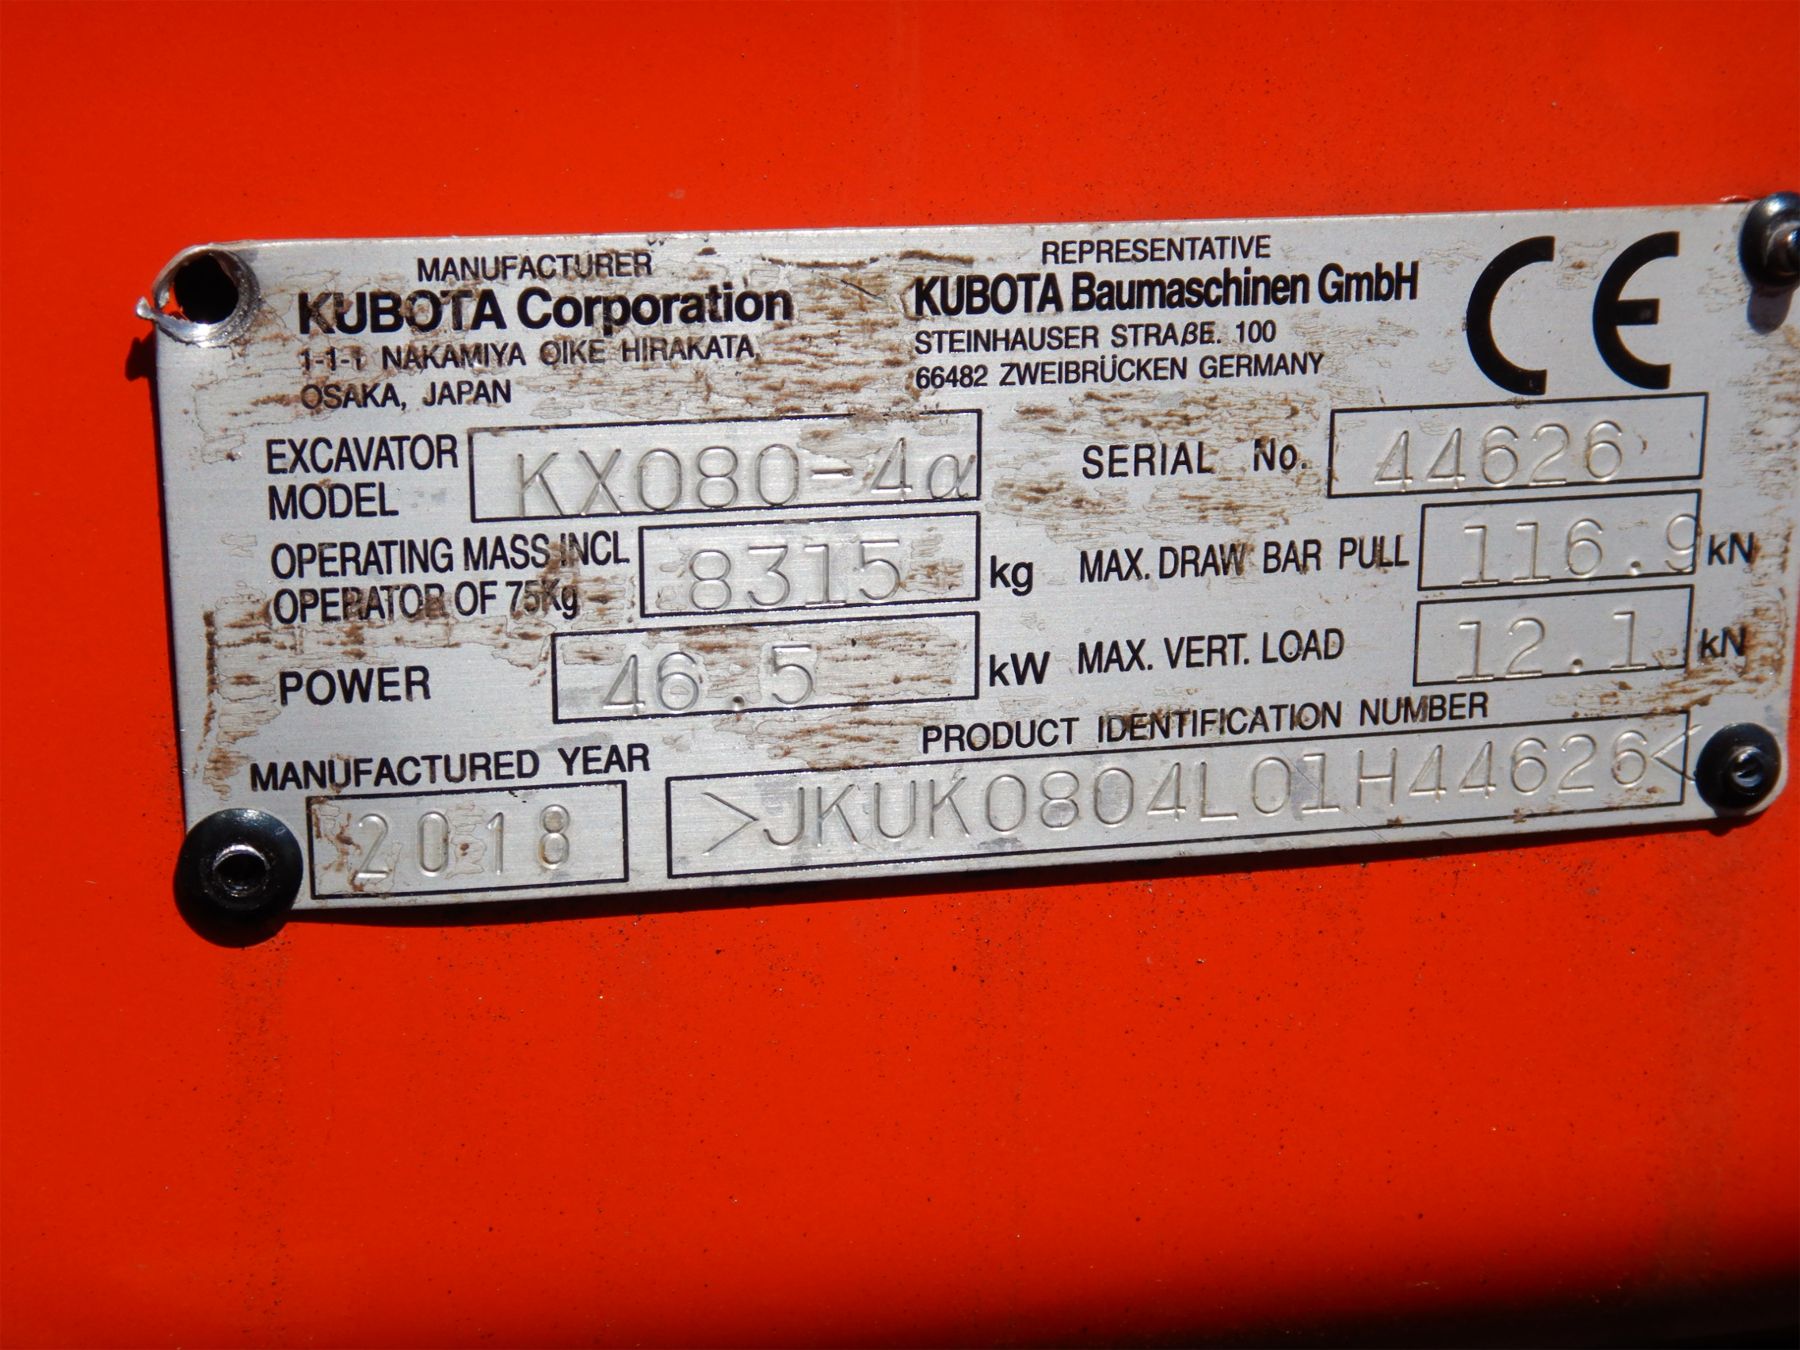 MANUFACTURER
KUBOTA Corporation
1-1-1 NAKAMIYA OIKE HIRAKATA,
OSAKA, JAPAN
REPRESENTATIVE
KUBOTA Baumaschinen GmbH
STEINHAUSER STRAßE. 100
66482 ZWEIBRÜCKEN GERMANY
CE
EXCAVATOR
MODEL
KX080-4α
SERIAL No.
44626
OPERATING MASS INCL
OPERATOR OF 75Kg
8315 kg
MAX. DRAW BAR PULL
116.9 kN
POWER
46.5 kW
MAX. VERT. LOAD
12.1 kN
MANUFACTURED YEAR
2018
PRODUCT IDENTIFICATION NUMBER
>JKUK0804L01H44626<